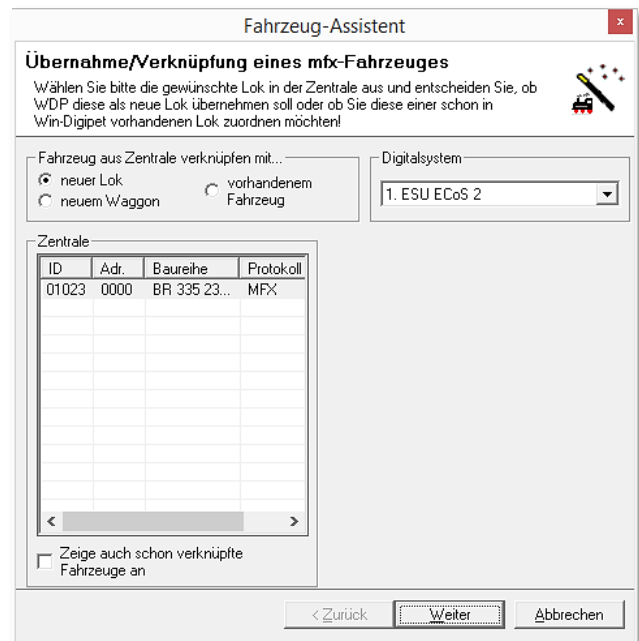 Fahrzeug-Assistent
x
Übernahme/Verknüpfung eines mfx-Fahrzeuges
Wählen Sie bitte die gewünschte Lok in der Zentrale aus und entscheiden Sie, ob
WDP diese als neue Lok übernehmen soll oder ob Sie diese einer schon in
Win-Digipet vorhandenen Lok zuordnen möchten!
Fahrzeug aus Zentrale verknüpfen mit...
neuer Lok
neuem Waggon
vorhandenem
Fahrzeug
Digitalsystem
1. ESU ECoS 2
Zentrale
ID Adr. Baureihe Protokoll
01023 0000 BR 335 23... MFX
Zeige auch schon verknüpfte
Fahrzeuge an
< Zurück Weiter Abbrechen